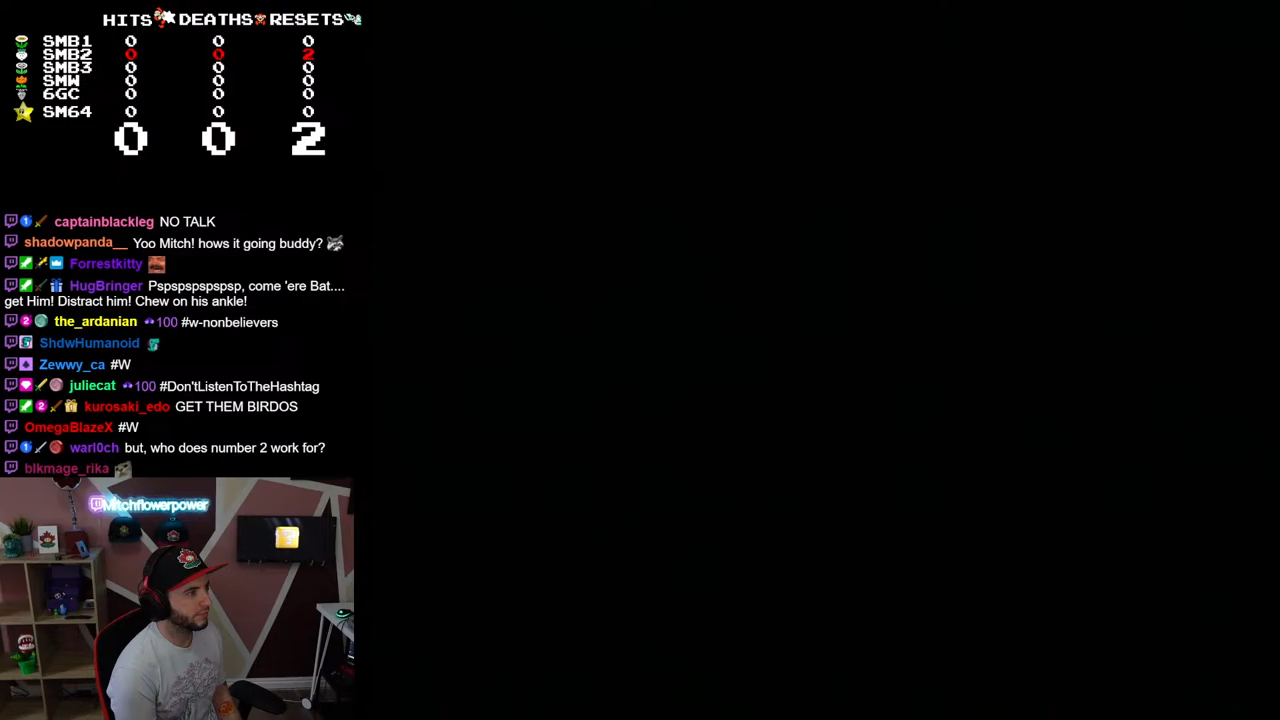 HITS DEATHS RESETS
SMB1 0 0 0
SMB2 0 0 2
SMB3 0 0 0
SMW 0 0 0
6GC 0 0 0
SM64 0 0 0
0 0 2
captainblackleg NO TALK
shadowpanda__ Yoo Mitch! hows it going buddy?
Forrestkitty
HugBringer Pspspspspsp, come 'ere Bat....
get Him! Distract him! Chew on his ankle!
the_ardanian 100 #w-nonbelievers
ShdwHumanoid
Zewwy_ca #W
juliecat 100 #Don'tListenToTheHashtag
kurosaki_edo GET THEM BIRDOS
OmegaBlazeX #W
warl0ch but, who does number 2 work for?
blkmage_rika
Mitchflowerpower